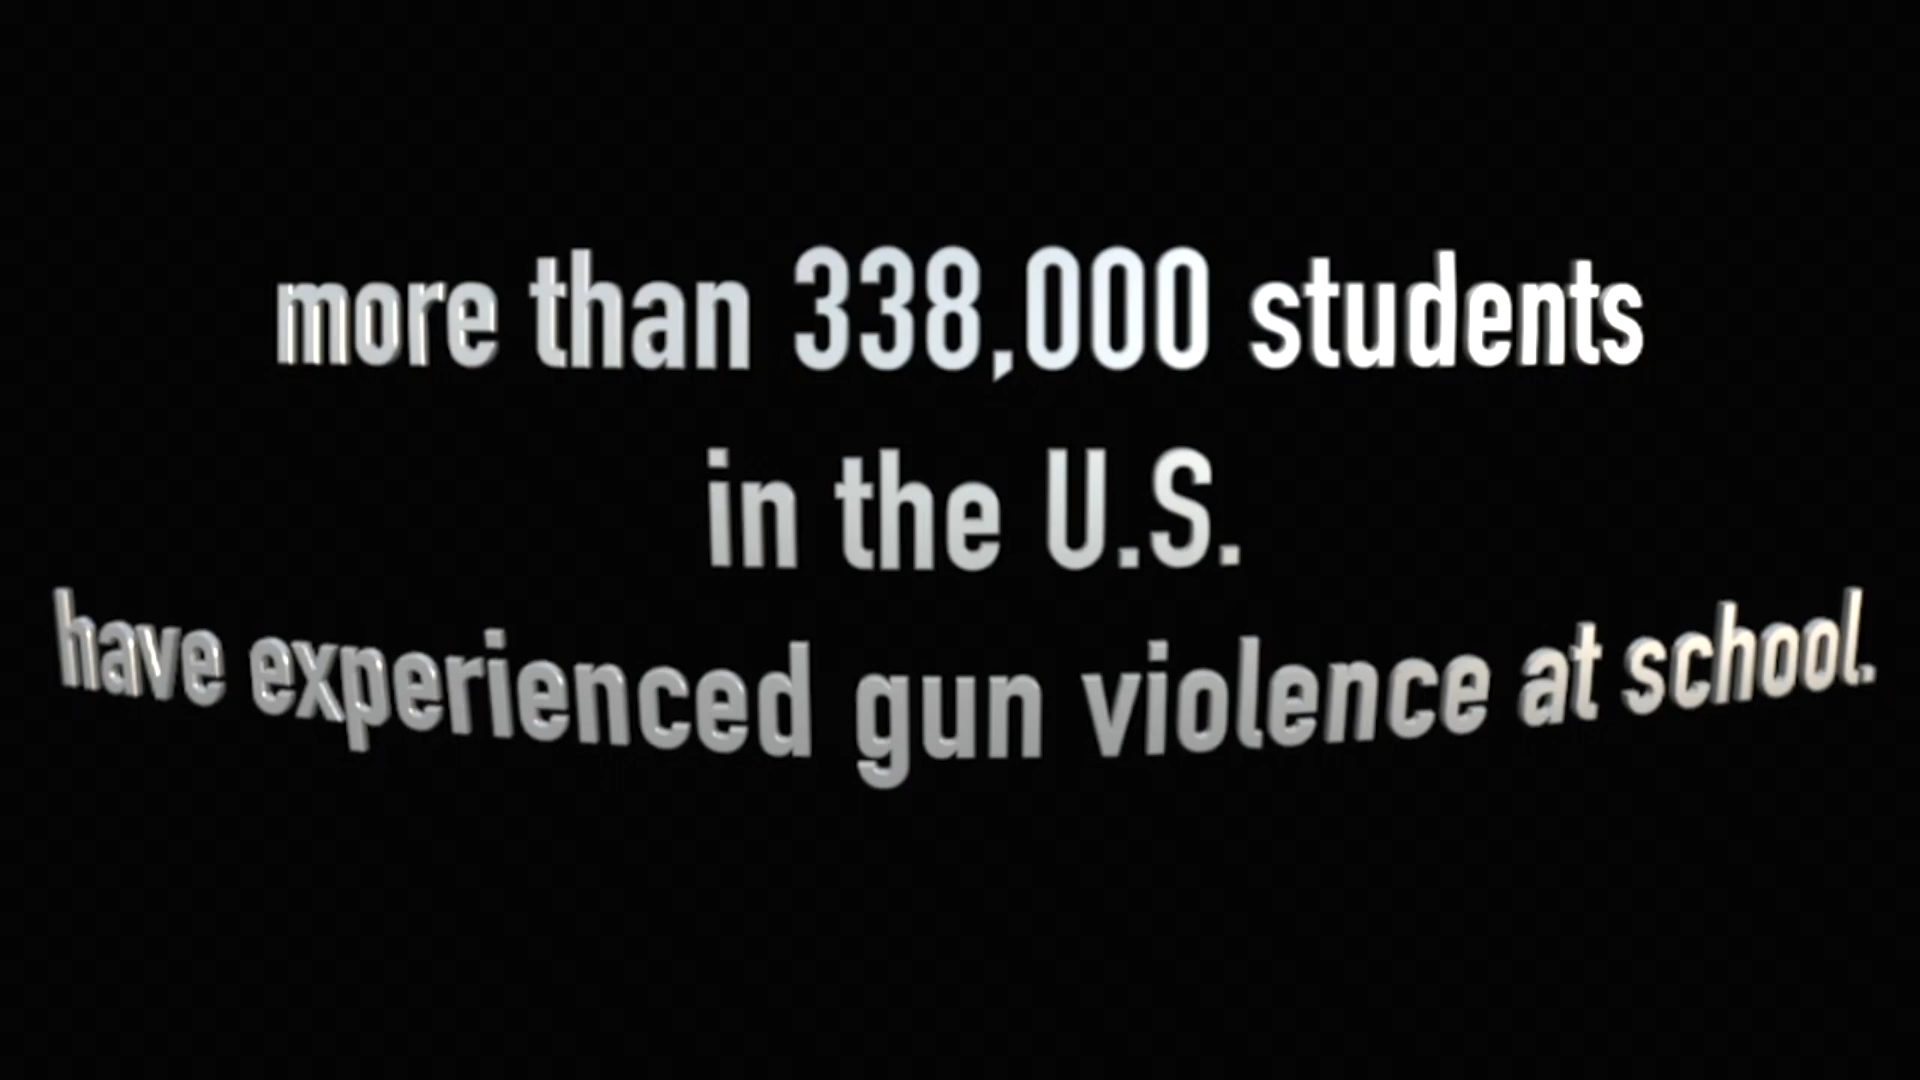 more than 338,000 students
in the U.S.
have experienced gun violence at school.